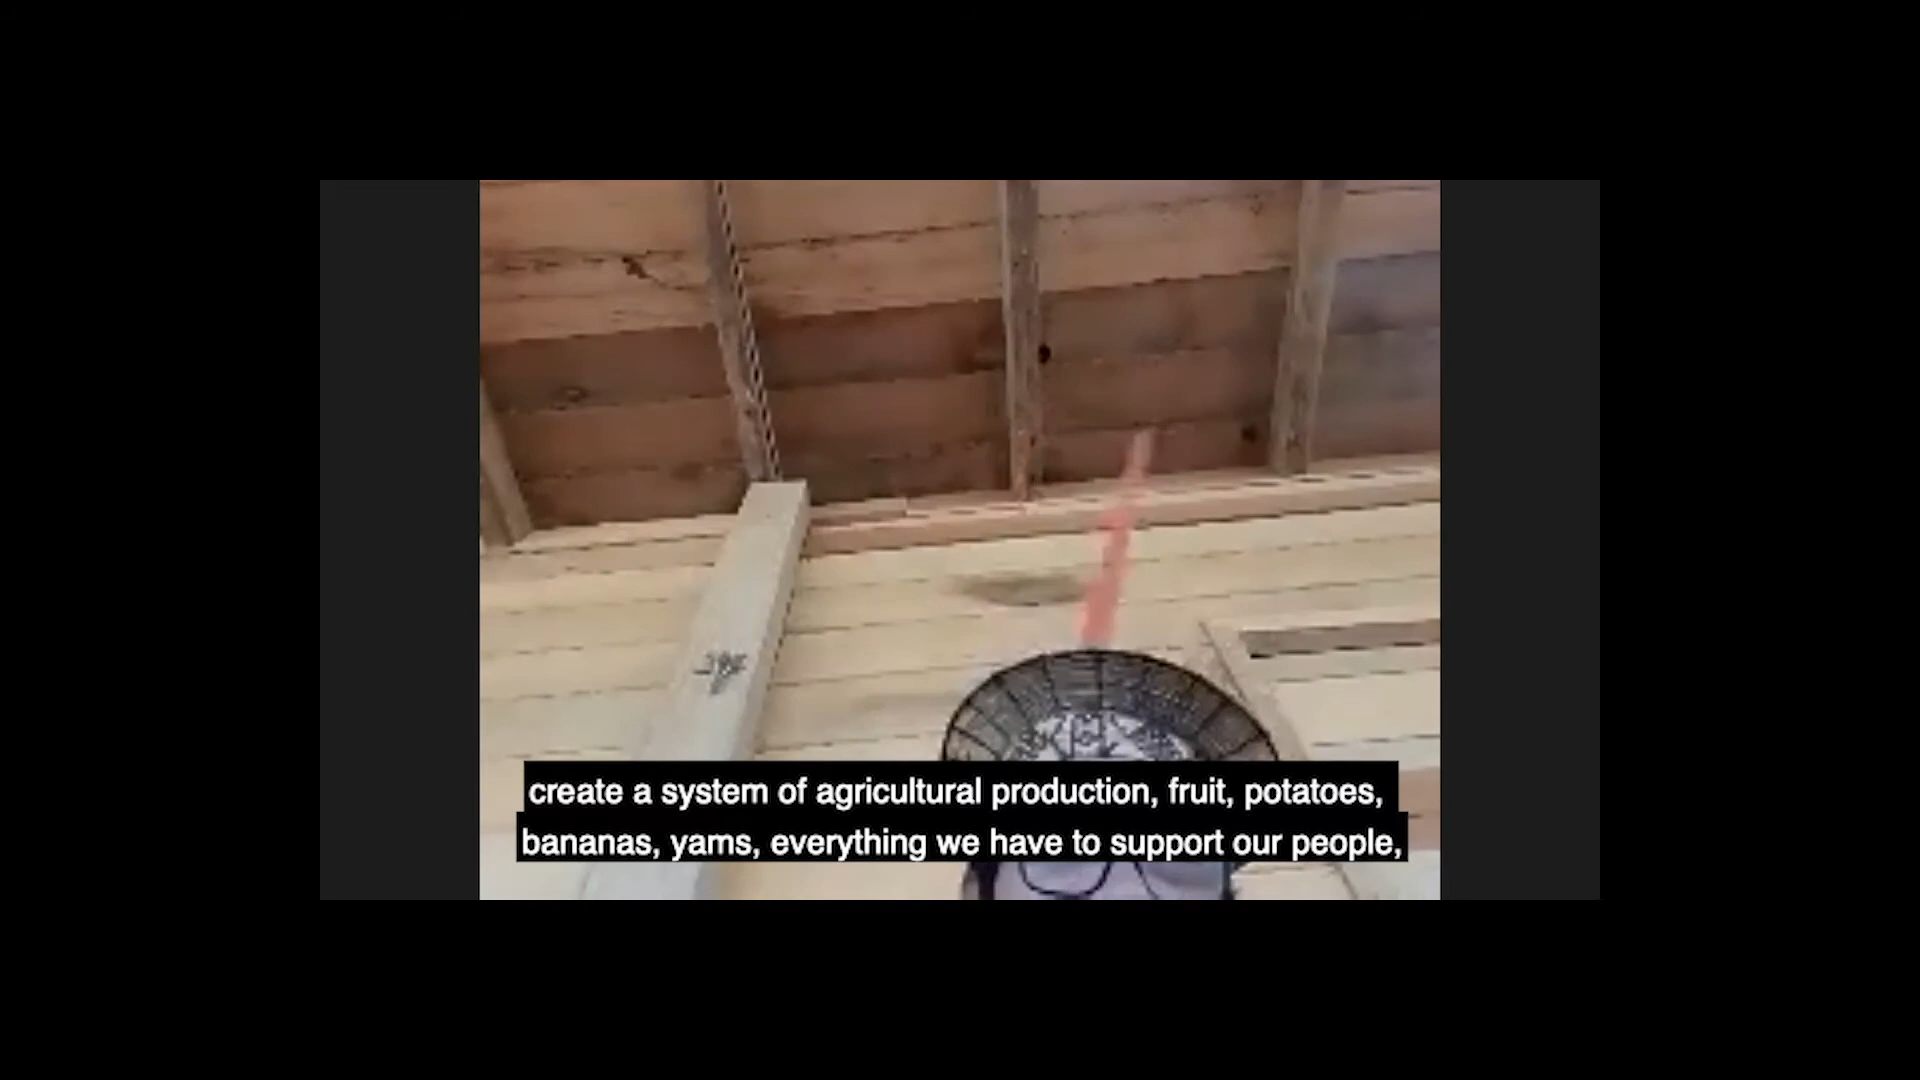 create a system of agricultural production, fruit, potatoes,
bananas, yams, everything we have to support our people,